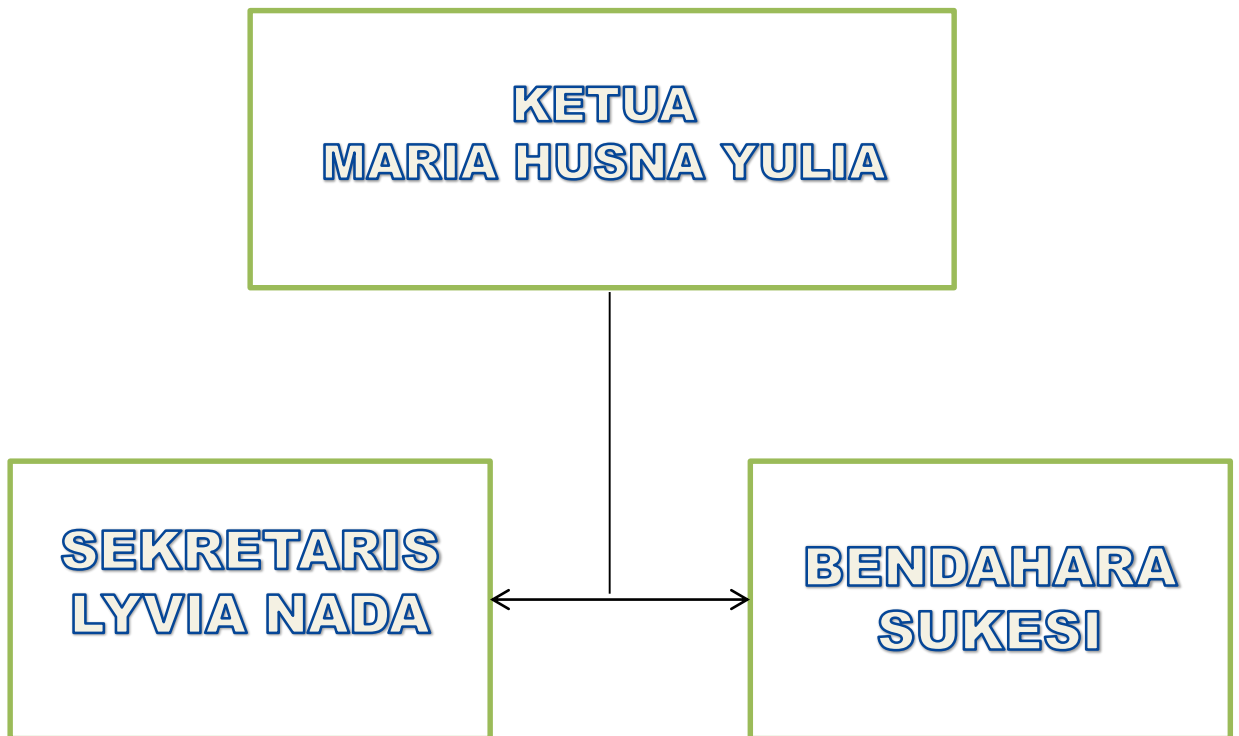 KETUA
MARIA HUSNA YULIA
SEKRETARIS
LYVIA NADA
BENDAHARA
SUKESI